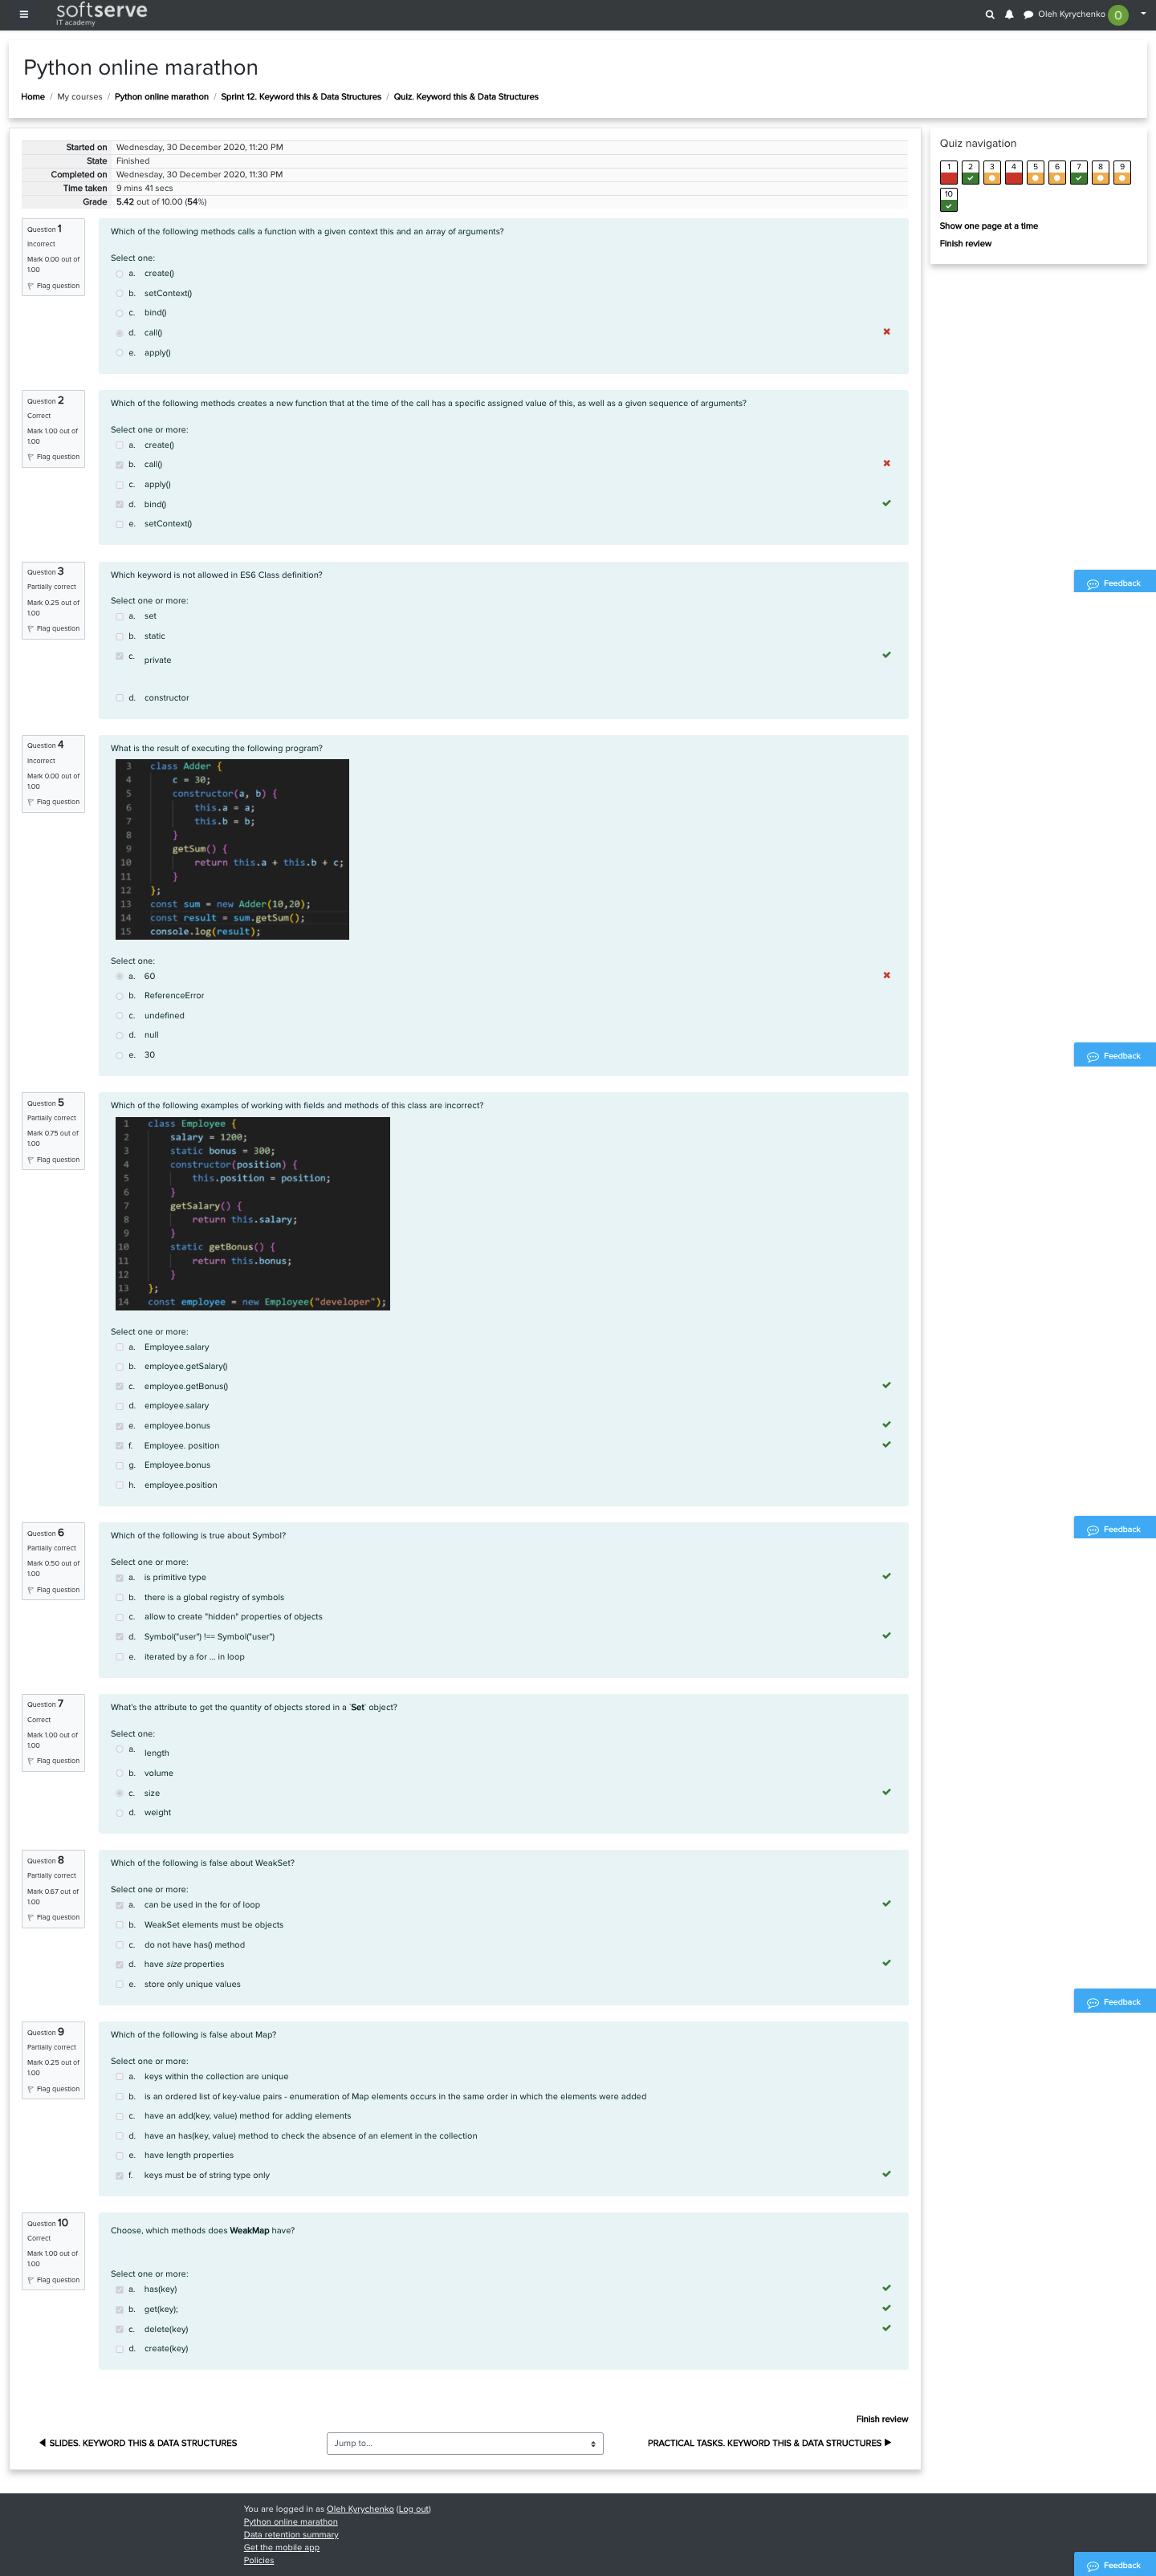 softserve
IT academy
Oleh Kyrychenko O
Python online marathon
Home / My courses / Python online marathon / Sprint 12. Keyword this & Data Structures / Quiz. Keyword this & Data Structures
Started on Wednesday, 30 December 2020, 11:20 PM
State Finished
Completed on Wednesday, 30 December 2020, 11:30 PM
Time taken 9 mins 41 secs
Grade 5.42 out of 10.00 (54%)
Quiz navigation
1 2 3 4 5 6 7 8 9
10
Show one page at a time
Finish review
Question 1
Incorrect
Mark 0.00 out of
1.00
Flag question
Which of the following methods calls a function with a given context this and an array of arguments?
Select one:
a. create()
b. setContext()
c. bind()
d. call()
e. apply()
Question 2
Correct
Mark 1.00 out of
1.00
Flag question
Which of the following methods creates a new function that at the time of the call has a specific assigned value of this, as well as a given sequence of arguments?
Select one or more:
a. create()
b. call()
c. apply()
d. bind()
e. setContext()
Question 3
Partially correct
Mark 0.25 out of
1.00
Flag question
Which keyword is not allowed in ES6 Class definition?
Select one or more:
a. set
b. static
c. private
d. constructor
Feedback
Question 4
Incorrect
Mark 0.00 out of
1.00
Flag question
What is the result of executing the following program?
3 class Adder {
4 c = 30;
5 constructor(a, b) {
6 this.a = a;
7 this.b = b;
8 }
9 getSum() {
10 return this.a + this.b + c;
11 }
12 };
13 const sum = new Adder(10,20);
14 const result = sum.getSum();
15 console.log(result);
Select one:
a. 60
b. ReferenceError
c. undefined
d. null
e. 30
Feedback
Question 5
Partially correct
Mark 0.75 out of
1.00
Flag question
Which of the following examples of working with fields and methods of this class are incorrect?
1 class Employee {
2 salary = 1200;
3 static bonus = 300;
4 constructor(position) {
5 this.position = position;
6 }
7 getSalary() {
8 return this.salary;
9 }
10 static getBonus() {
11 return this.bonus;
12 }
13 };
14 const employee = new Employee("developer");
Select one or more:
a. Employee.salary
b. employee.getSalary()
c. employee.getBonus()
d. employee.salary
e. employee.bonus
f. Employee. position
g. Employee.bonus
h. employee.position
Feedback
Question 6
Partially correct
Mark 0.50 out of
1.00
Flag question
Which of the following is true about Symbol?
Select one or more:
a. is primitive type
b. there is a global registry of symbols
c. allow to create "hidden" properties of objects
d. Symbol("user") !== Symbol("user")
e. iterated by a for ... in loop
Question 7
Correct
Mark 1.00 out of
1.00
Flag question
What's the attribute to get the quantity of objects stored in a `Set` object?
Select one:
a. length
b. volume
c. size
d. weight
Question 8
Partially correct
Mark 0.67 out of
1.00
Flag question
Which of the following is false about WeakSet?
Select one or more:
a. can be used in the for of loop
b. WeakSet elements must be objects
c. do not have has() method
d. have size properties
e. store only unique values
Feedback
Question 9
Partially correct
Mark 0.25 out of
1.00
Flag question
Which of the following is false about Map?
Select one or more:
a. keys within the collection are unique
b. is an ordered list of key-value pairs - enumeration of Map elements occurs in the same order in which the elements were added
c. have an add(key, value) method for adding elements
d. have an has(key, value) method to check the absence of an element in the collection
e. have length properties
f. keys must be of string type only
Question 10
Correct
Mark 1.00 out of
1.00
Flag question
Choose, which methods does WeakMap have?
Select one or more:
a. has(key)
b. get(key);
c. delete(key)
d. create(key)
Finish review
SLIDES. KEYWORD THIS & DATA STRUCTURES
Jump to...
PRACTICAL TASKS. KEYWORD THIS & DATA STRUCTURES
You are logged in as Oleh Kyrychenko (Log out)
Python online marathon
Data retention summary
Get the mobile app
Policies
Feedback